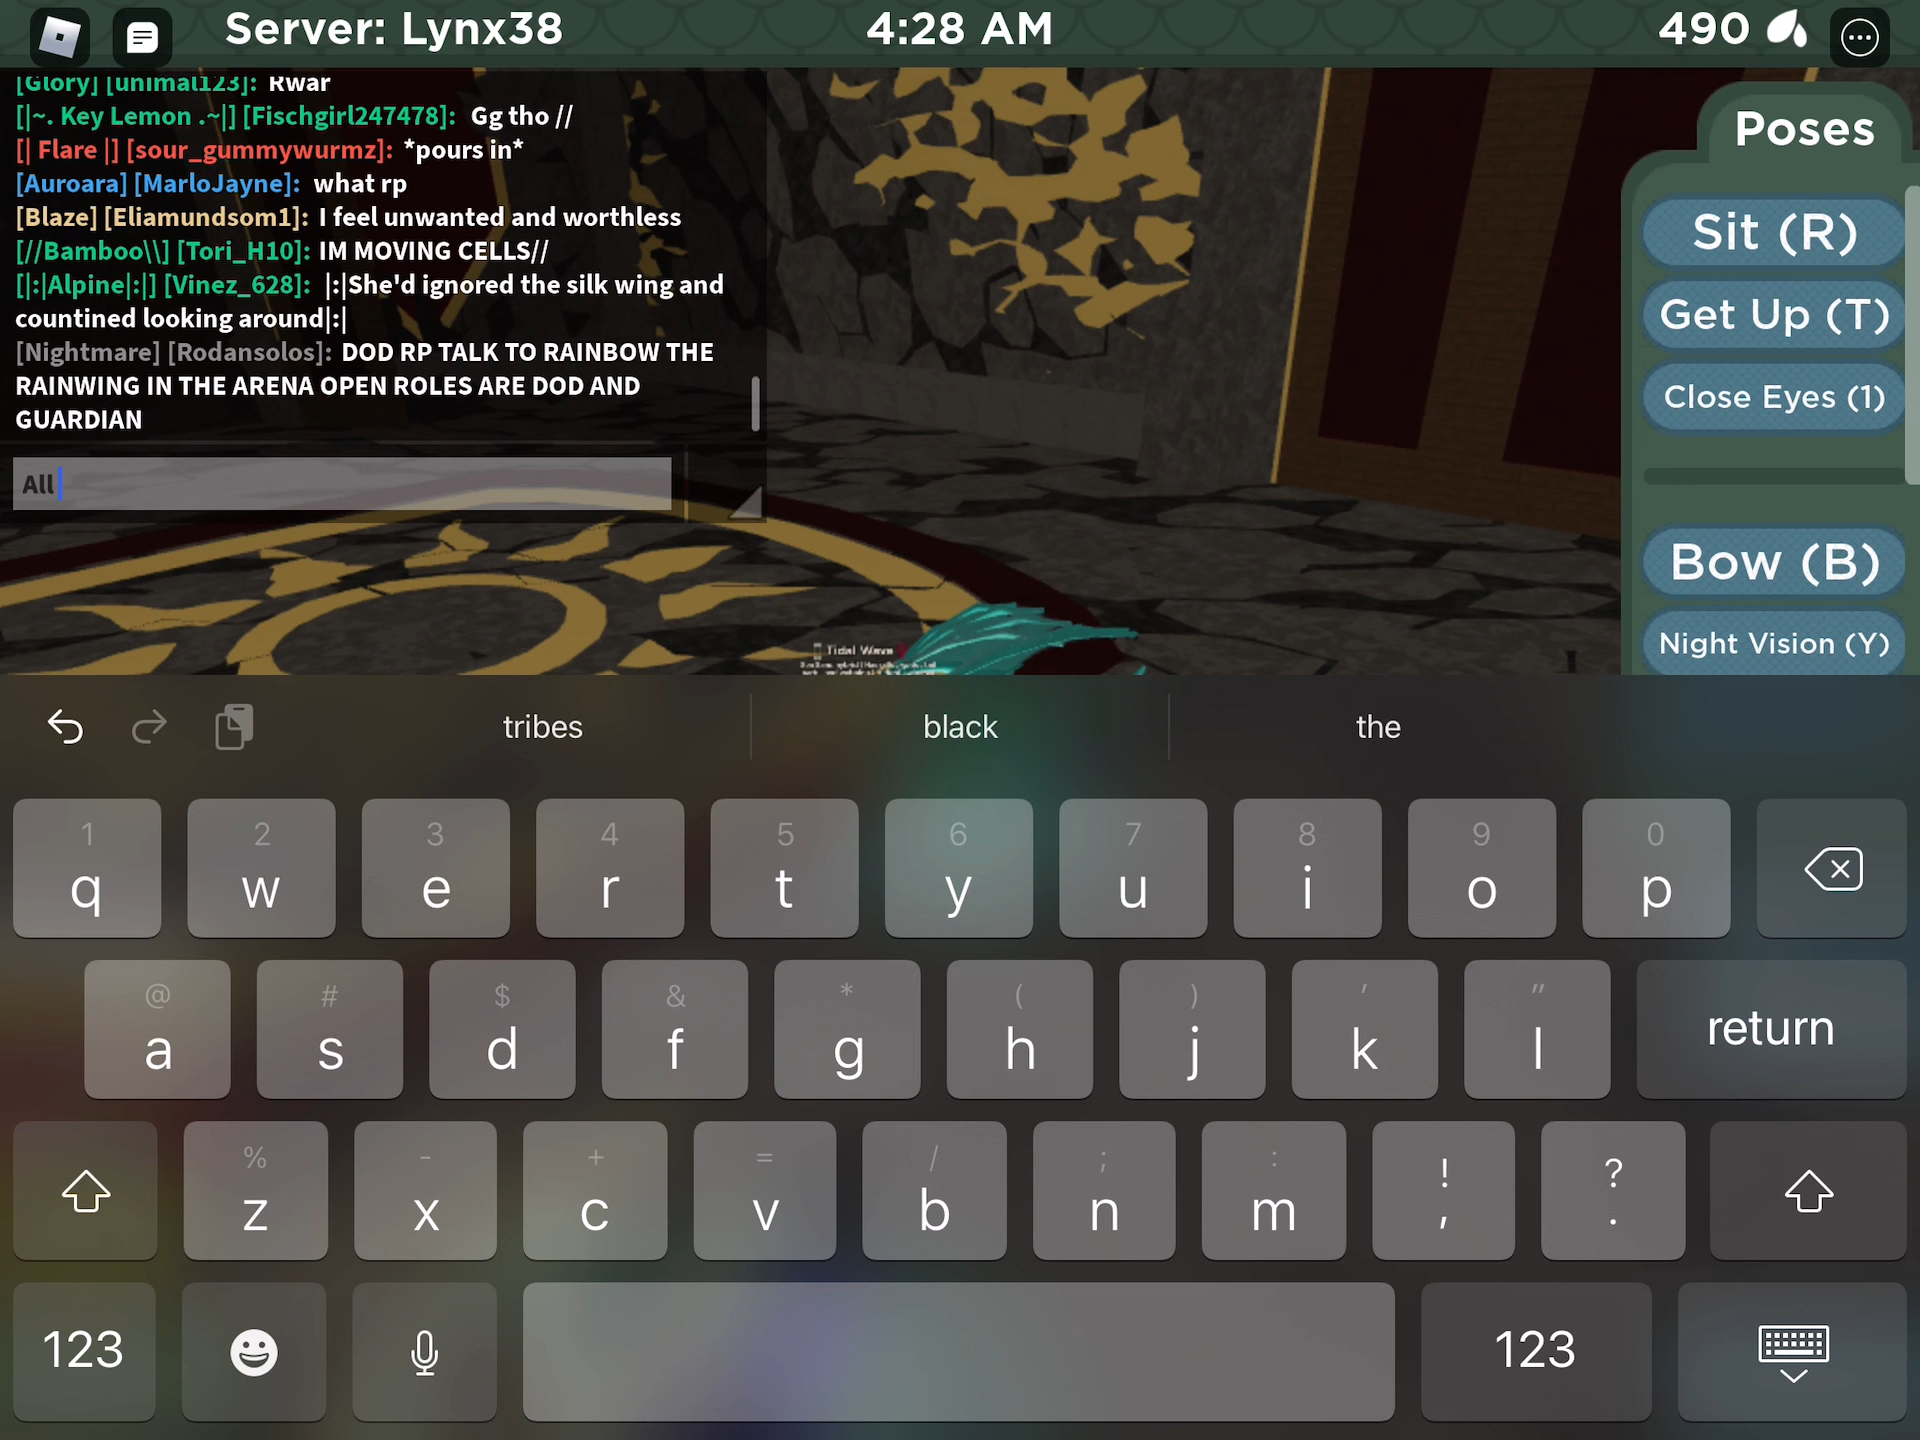 Server: Lynx38
4:28 AM
490
[Glory] [unimal123]: Rwar
[|~. Key Lemon .~|] [Fischgirl247478]: Gg tho //
[| Flare |] [sour_gummywurmz]: *pours in*
[Auroara] [MarloJayne]: what rp
[Blaze] [Eliamundsom1]: I feel unwanted and worthless
[//Bamboo\\] [Tori_H10]: IM MOVING CELLS//
[|:|Alpine|:|] [Vinez_628]: |:|She'd ignored the silk wing and
countined looking around|:|
[Nightmare] [Rodansolos]: DOD RP TALK TO RAINBOW THE
RAINWING IN THE ARENA OPEN ROLES ARE DOD AND
GUARDIAN
All
Poses
Sit (R)
Get Up (T)
Close Eyes (1)
Bow (B)
Night Vision (Y)
Tidal Wave
tribes
black
the
1 2 3 4 5 6 7 8 9 0
q w e r t y u i o p
@ # $ & * ( ) ' "
a s d f g h j k l return
% - + = / ; : ! ?
z x c v b n m , .
123
123